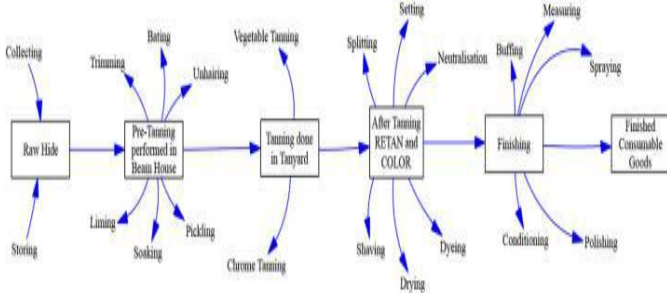 Collecting
Raw Hide
Storing
Trimming
Bating
Unhairing
Pre-Tanning
performed in
Beam House
Liming
Soaking
Pickling
Vegetable Tanning
Tanning done
in Tanyard
Chrome Tanning
Splitting
Setting
Neutralisation
After Tanning
RETAN and
COLOR
Shaving
Drying
Dyeing
Buffing
Measuring
Spraying
Finishing
Conditioning
Polishing
Finished
Consumable
Goods